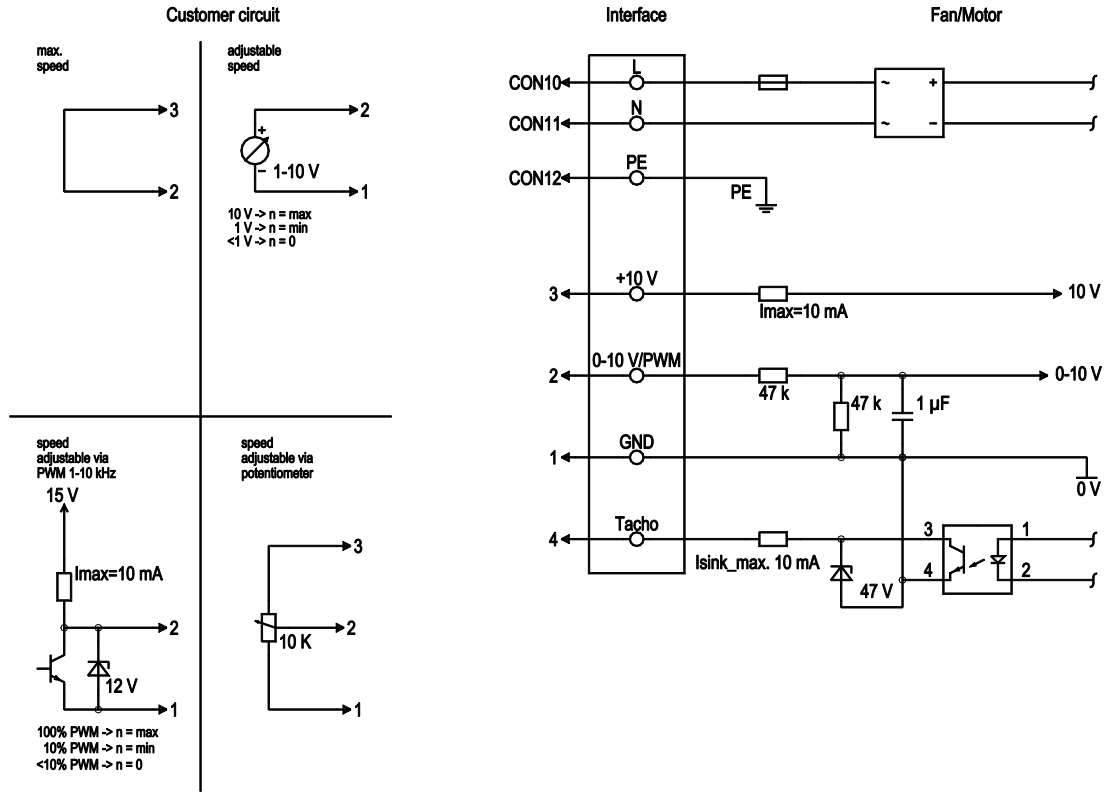 Customer circuit
Interface
Fan/Motor
max.
speed
3
2
adjustable
speed
2
+
–
1-10 V
1
10 V -> n = max
1 V -> n = min
<1 V -> n = 0
speed
adjustable via
PWM 1-10 kHz
15 V
Imax=10 mA
2
12 V
1
100% PWM -> n = max
10% PWM -> n = min
<10% PWM -> n = 0
speed
adjustable via
potentiometer
3
2
10 K
1
L
CON10
~
+
N
CON11
~
–
PE
CON12
PE
+10 V
3
10 V
Imax=10 mA
0-10 V/PWM
2
0-10 V
47 k
47 k
1 µF
GND
1
0 V
Tacho
4
3
1
Isink_max. 10 mA
4
2
47 V